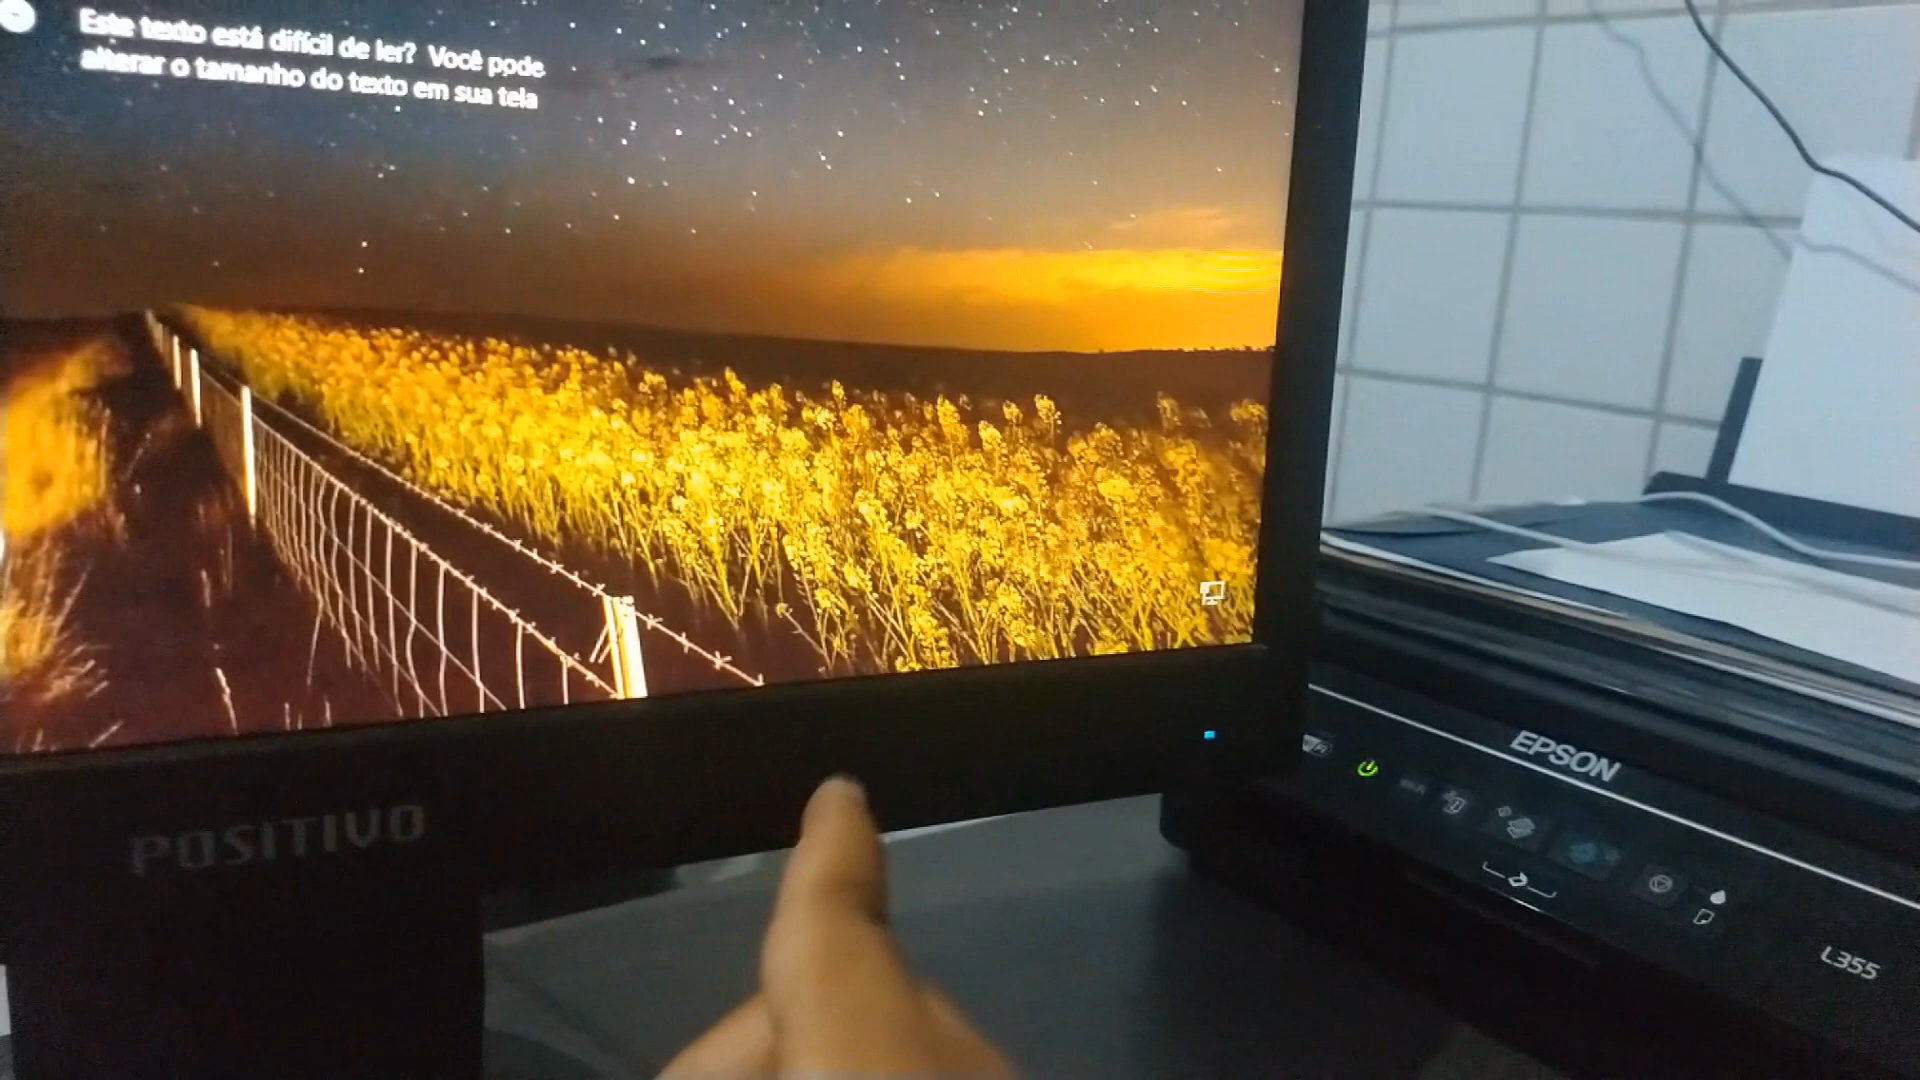 Este texto está difícil de ler? Você pode
alterar o tamanho do texto em sua tela
POSITIVO
EPSON
L355